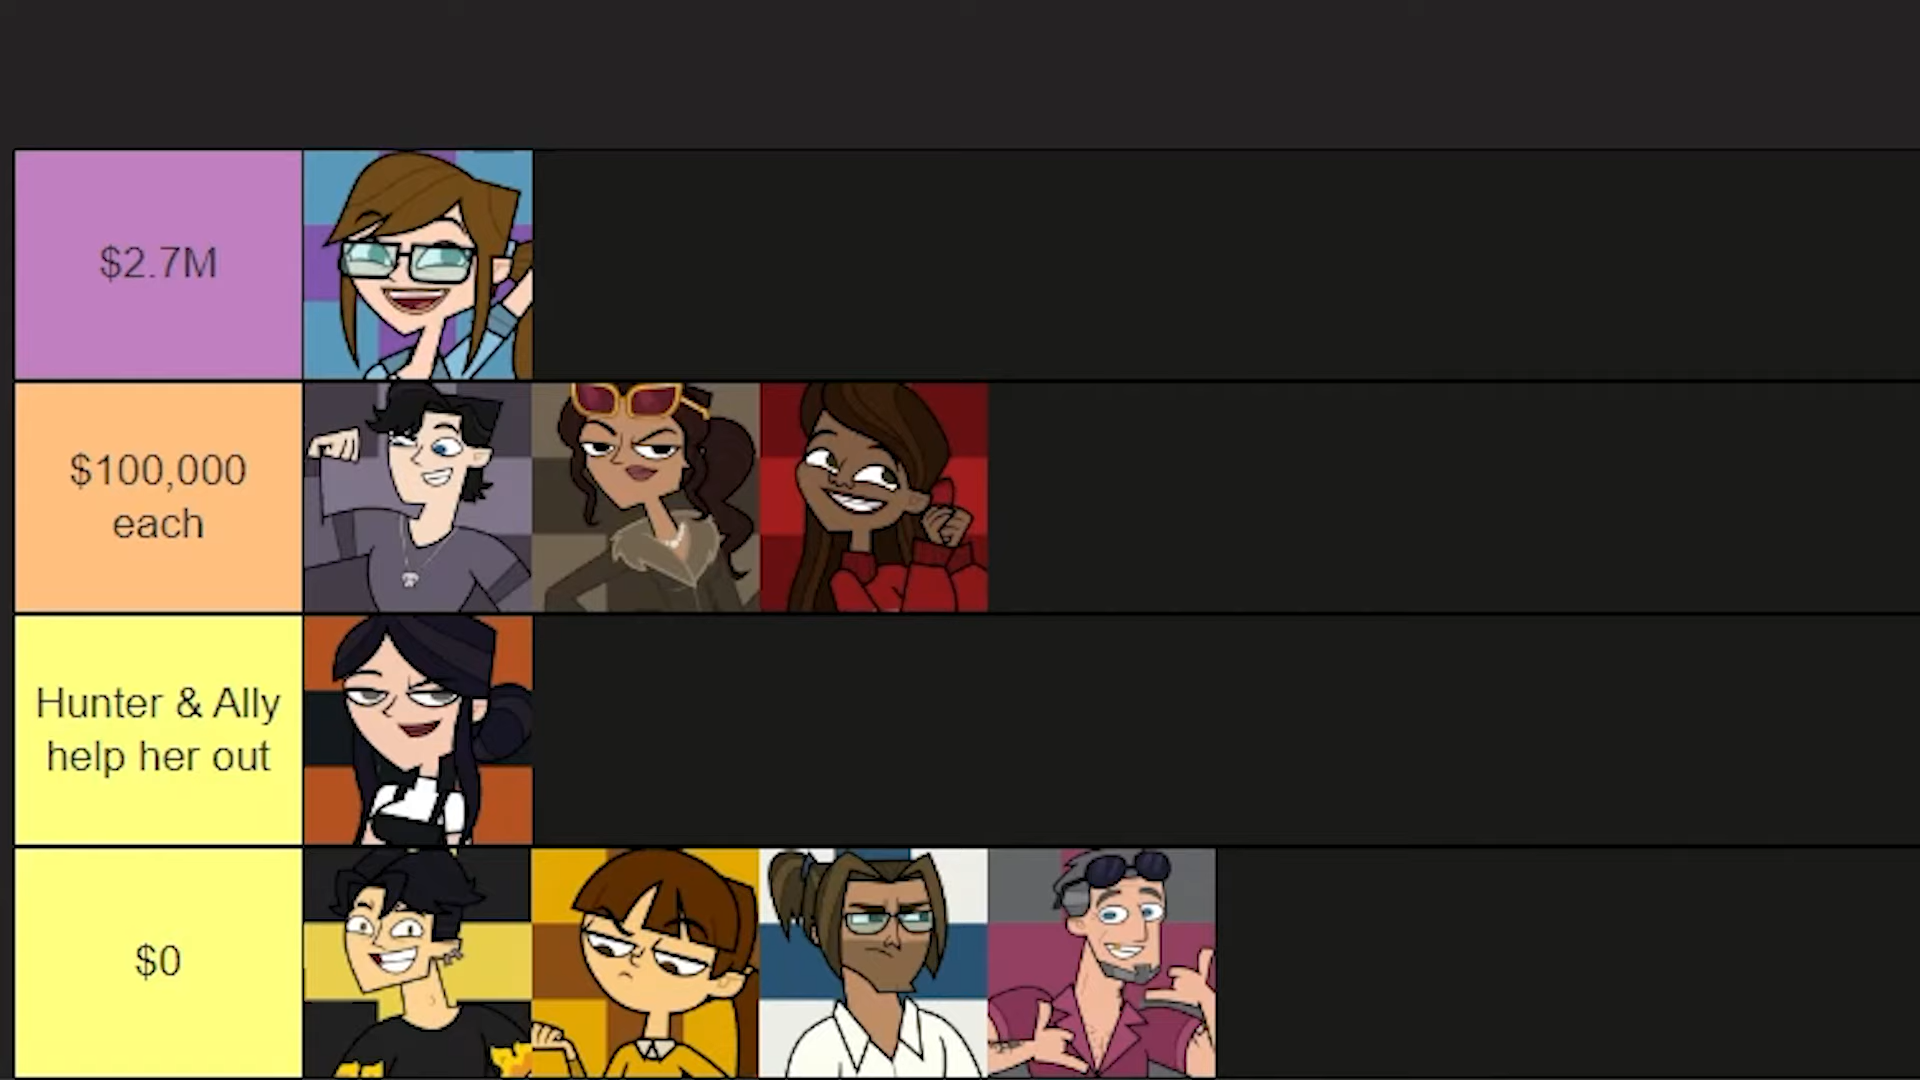 $2.7M
$100,000
each
Hunter & Ally
help her out
$0